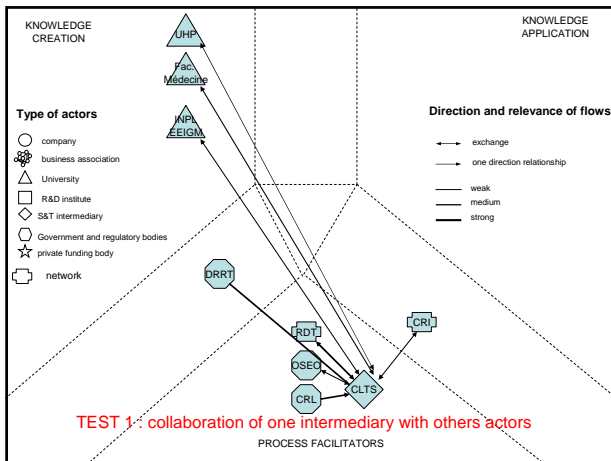 KNOWLEDGE
CREATION
KNOWLEDGE
APPLICATION
UHP
Fac.
Médecine
INPL
EEIGM
Type of actors
company
business association
University
R&D institute
S&T intermediary
Government and regulatory bodies
private funding body
network
Direction and relevance of flows
exchange
one direction relationship
weak
medium
strong
DRRT
RDT
CRI
OSEO
CLTS
CRL
TEST 1 : collaboration of one intermediary with others actors
PROCESS FACILITATORS